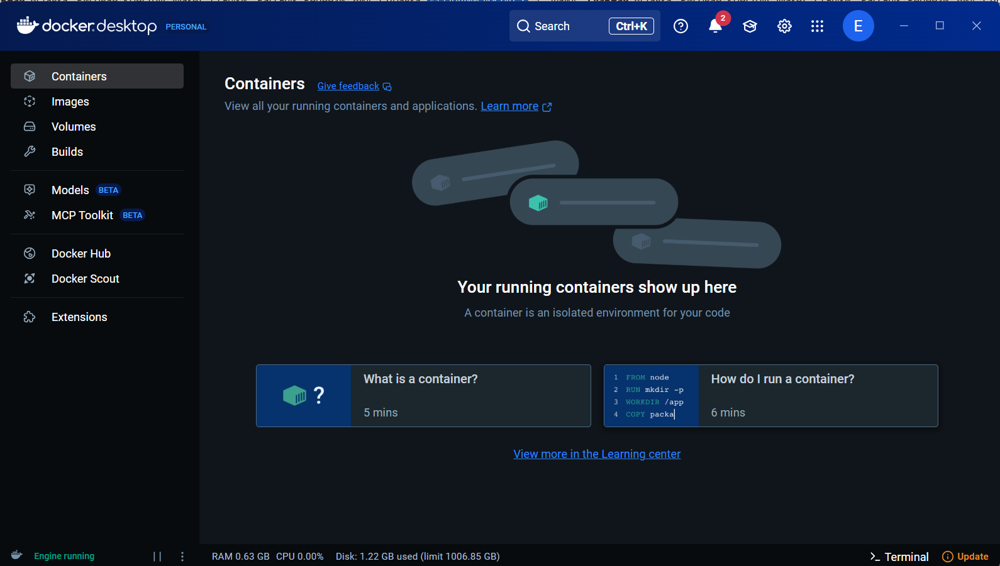 docker.desktop PERSONAL
Search Ctrl+K
2
E
Containers
Images
Volumes
Builds
Models BETA
MCP Toolkit BETA
Docker Hub
Docker Scout
Extensions
Containers Give feedback
View all your running containers and applications. Learn more
Your running containers show up here
A container is an isolated environment for your code
?
What is a container?
5 mins
1 FROM node
2 RUN mkdir -p
3 WORKDIR /app
4 COPY packa
How do I run a container?
6 mins
View more in the Learning center
Engine running
RAM 0.63 GB CPU 0.00% Disk: 1.22 GB used (limit 1006.85 GB)
Terminal
Update